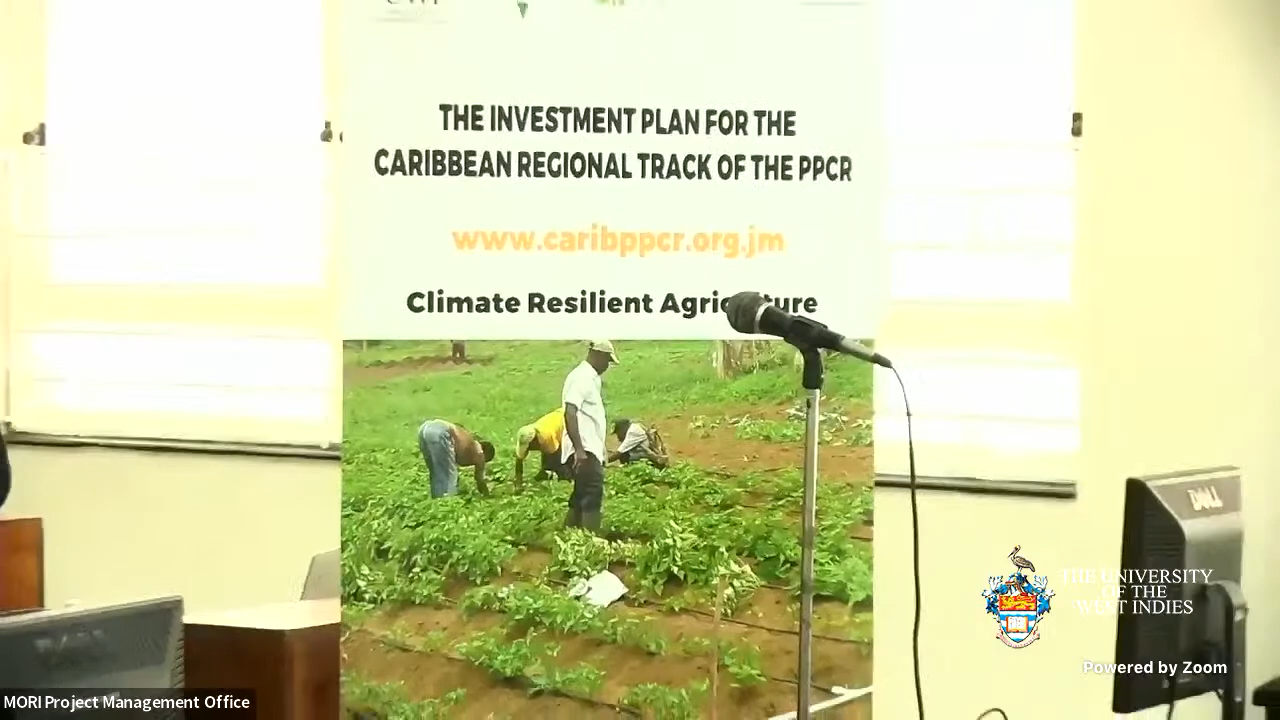 THE INVESTMENT PLAN FOR THE
CARIBBEAN REGIONAL TRACK OF THE PPCR
www.caribppcr.org.jm
Climate Resilient Agriculture
DELL
THE UNIVERSITY
OF THE
WEST INDIES
Powered by Zoom
MORI Project Management Office